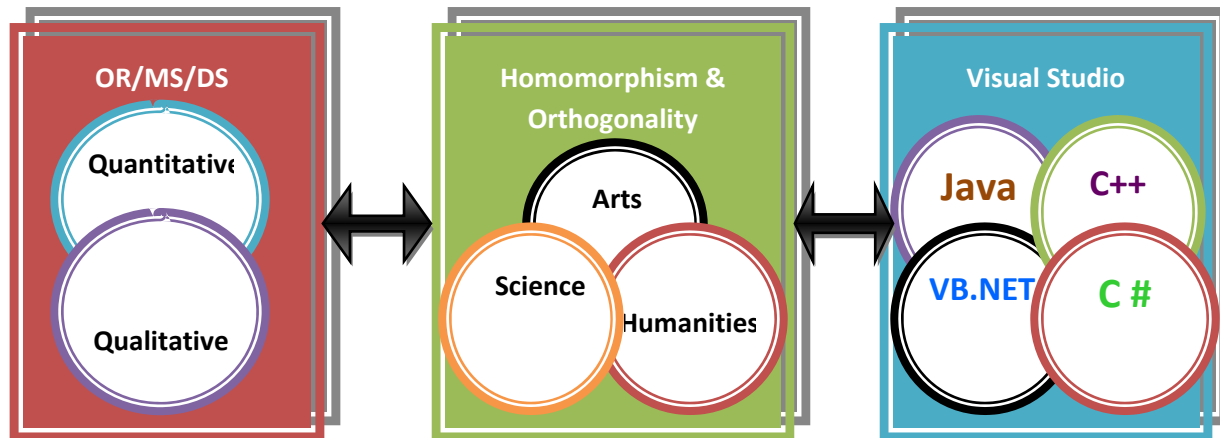 OR/MS/DS
Quantitative
Qualitative
Homomorphism &
Orthogonality
Arts
Science
Humanities
Visual Studio
Java
C++
VB.NET
C #